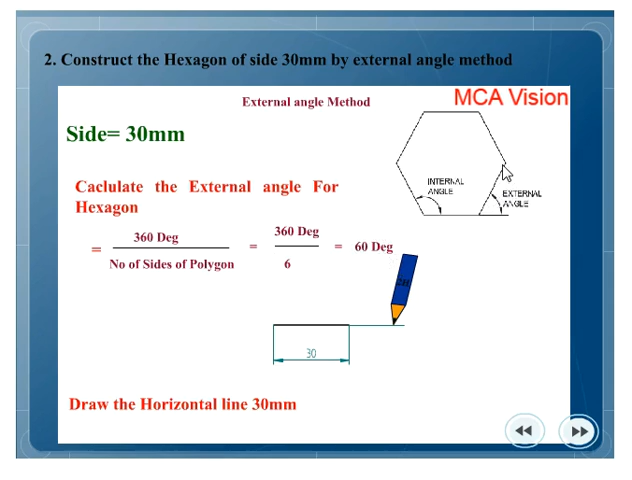 2. Construct the Hexagon of side 30mm by external angle method
External angle Method
MCA Vision
Side= 30mm
Caclulate the External angle For
Hexagon
INTERNAL
ANGLE
EXTERNAL
ANGLE
= 360 Deg = 360 Deg = 60 Deg
No of Sides of Polygon 6
30
Draw the Horizontal line 30mm